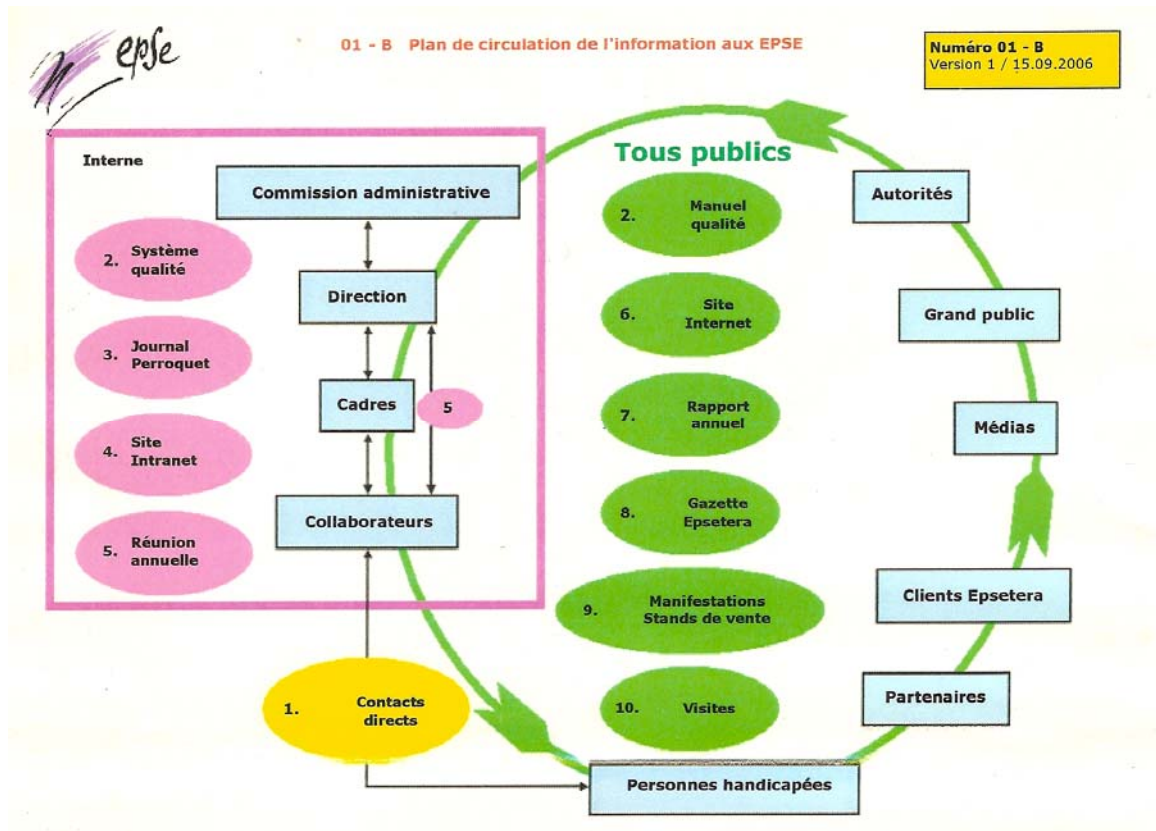 epse
01 - B Plan de circulation de l'information aux EPSE
Numéro 01 - B
Version 1 / 15.09.2006
Interne
Commission administrative
2. Système
qualité
Direction
3. Journal
Perroquet
Cadres
5
4. Site
Intranet
Collaborateurs
5. Réunion
annuelle
1. Contacts
directs
Tous publics
2. Manuel
qualité
6. Site
Internet
7. Rapport
annuel
8. Gazette
Epsetera
9. Manifestations
Stands de vente
10. Visites
Autorités
Grand public
Médias
Clients Epsetera
Partenaires
Personnes handicapées